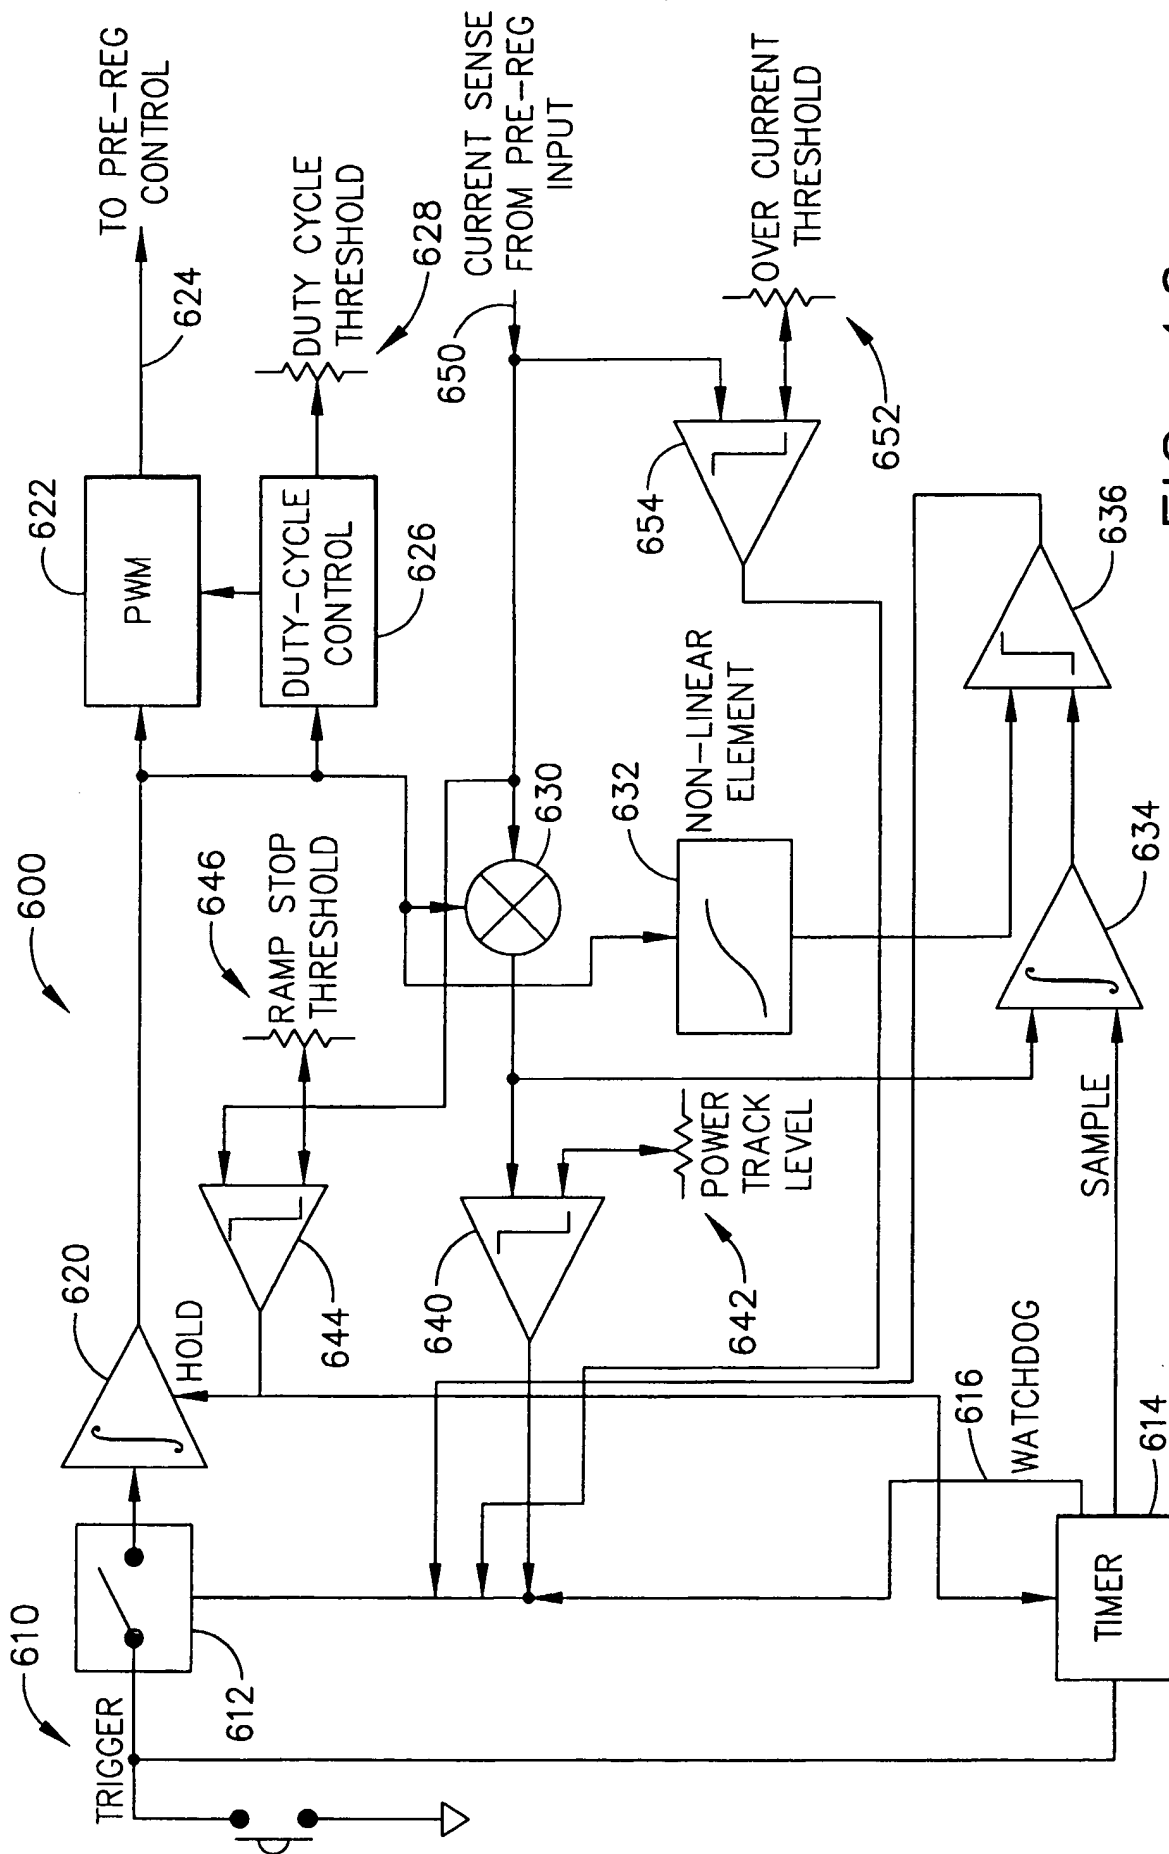 600
610
TRIGGER
612
620
HOLD
622
PWM
624
TO PRE-REG
CONTROL
646
RAMP STOP
THRESHOLD
644
DUTY-CYCLE
CONTROL
626
DUTY CYCLE
THRESHOLD
628
640
642
POWER
TRACK
LEVEL
630
632
NON-LINEAR
ELEMENT
650
CURRENT SENSE
FROM PRE-REG
INPUT
654
652
OVER CURRENT
THRESHOLD
616
WATCHDOG
TIMER
614
SAMPLE
634
636